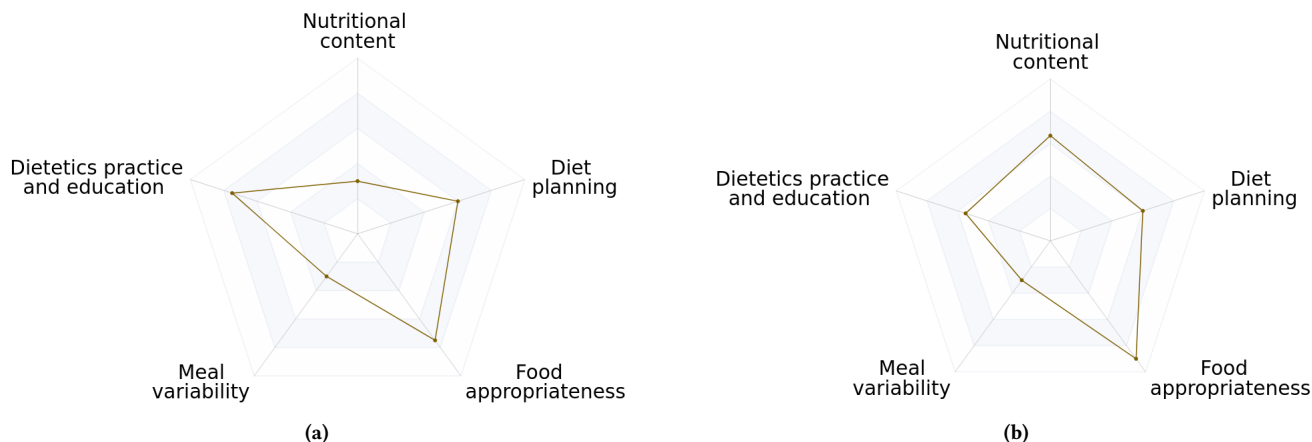 Nutritional
content
Dietetics practice
and education
Diet
planning
Meal
variability
Food
appropriateness
(a)
Nutritional
content
Dietetics practice
and education
Diet
planning
Meal
variability
Food
appropriateness
(b)